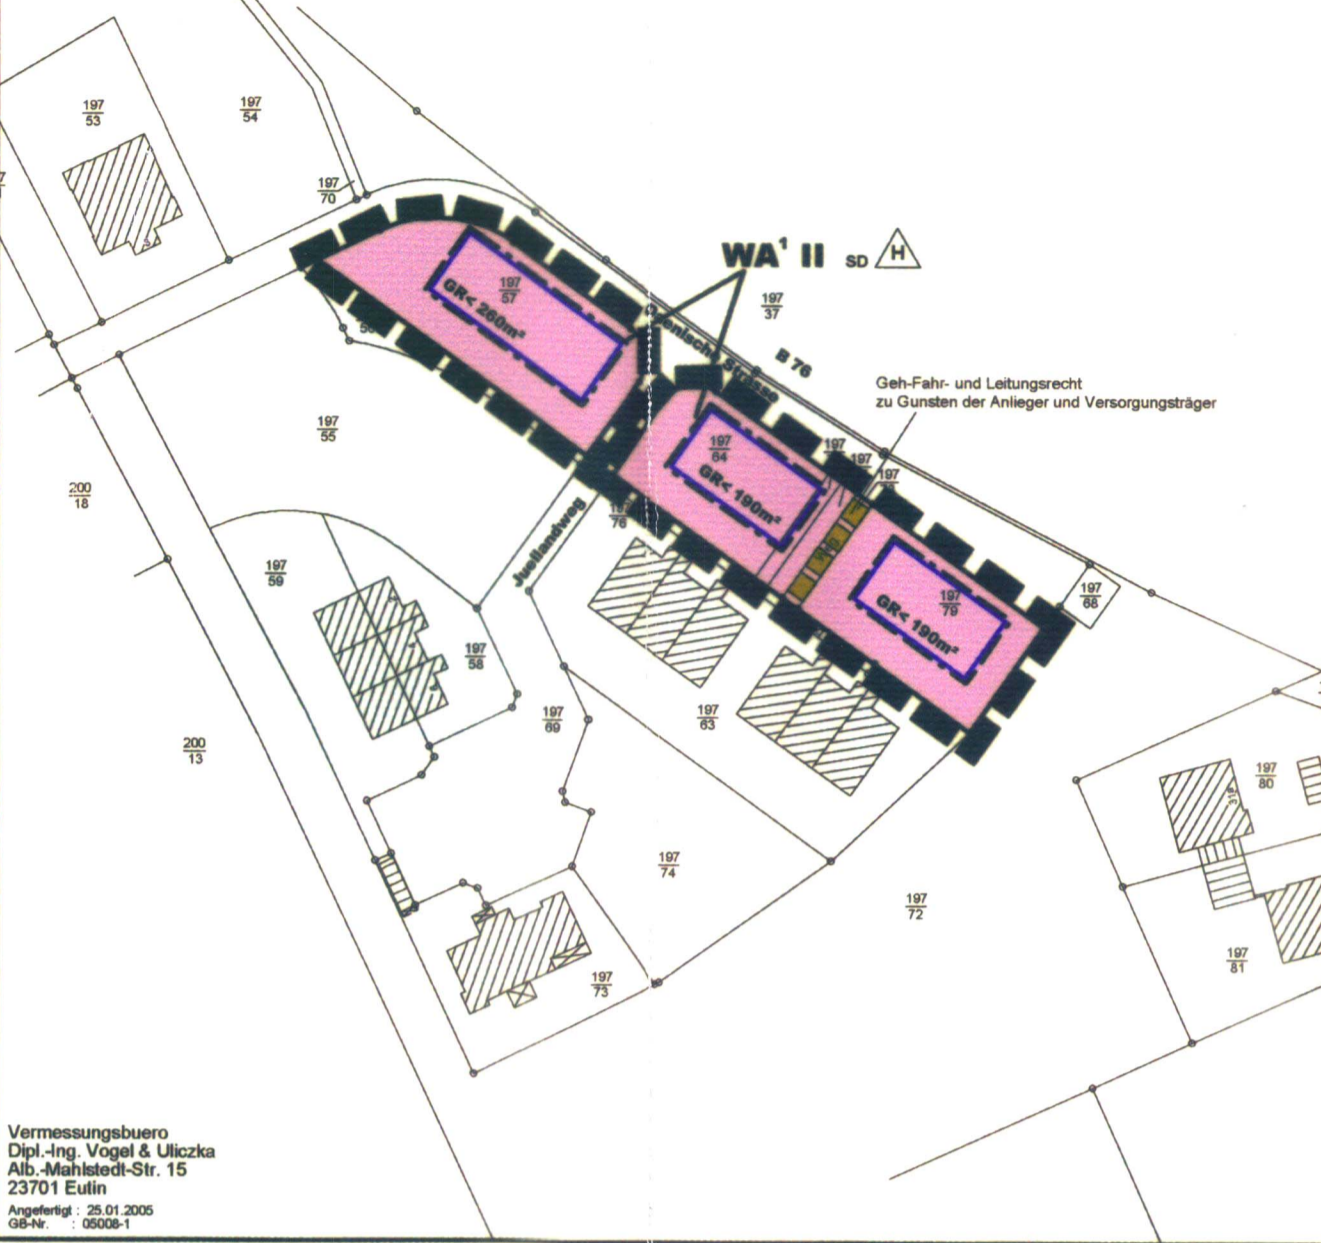 197
53
197
54
197
70
WA¹ II SD H
197
57
GR< 260m²
197
37
B 76
Geh-Fahr- und Leitungsrecht
zu Gunsten der Anlieger und Versorgungsträger
197
55
197
64
GR< 190m²
197
197
200
18
76
Juellandweg
197
59
197
79
GR< 190m²
197
68
197
58
197
69
197
63
200
13
197
80
31a
197
74
197
72
197
73
197
81
Vermessungsbuero
Dipl.-Ing. Vogel & Uliczka
Alb.-Mahlstedt-Str. 15
23701 Eutin
Angefertigt : 25.01.2005
GB-Nr. : 05008-1